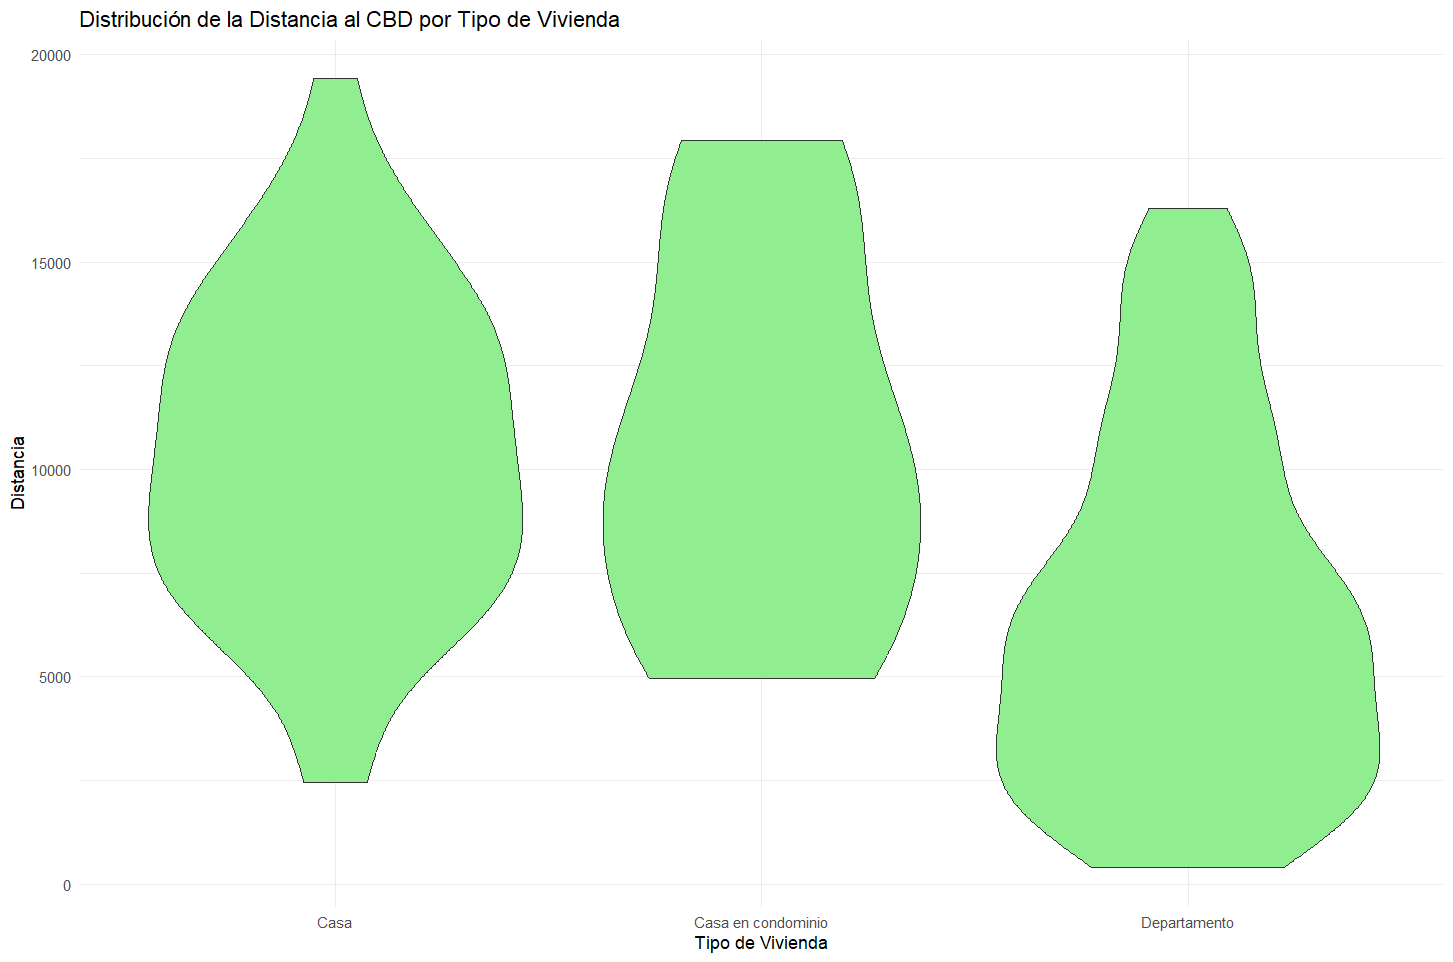 Distribución de la Distancia al CBD por Tipo de Vivienda
20000
15000
10000
5000
0
Distancia
Casa
Casa en condominio
Departamento
Tipo de Vivienda